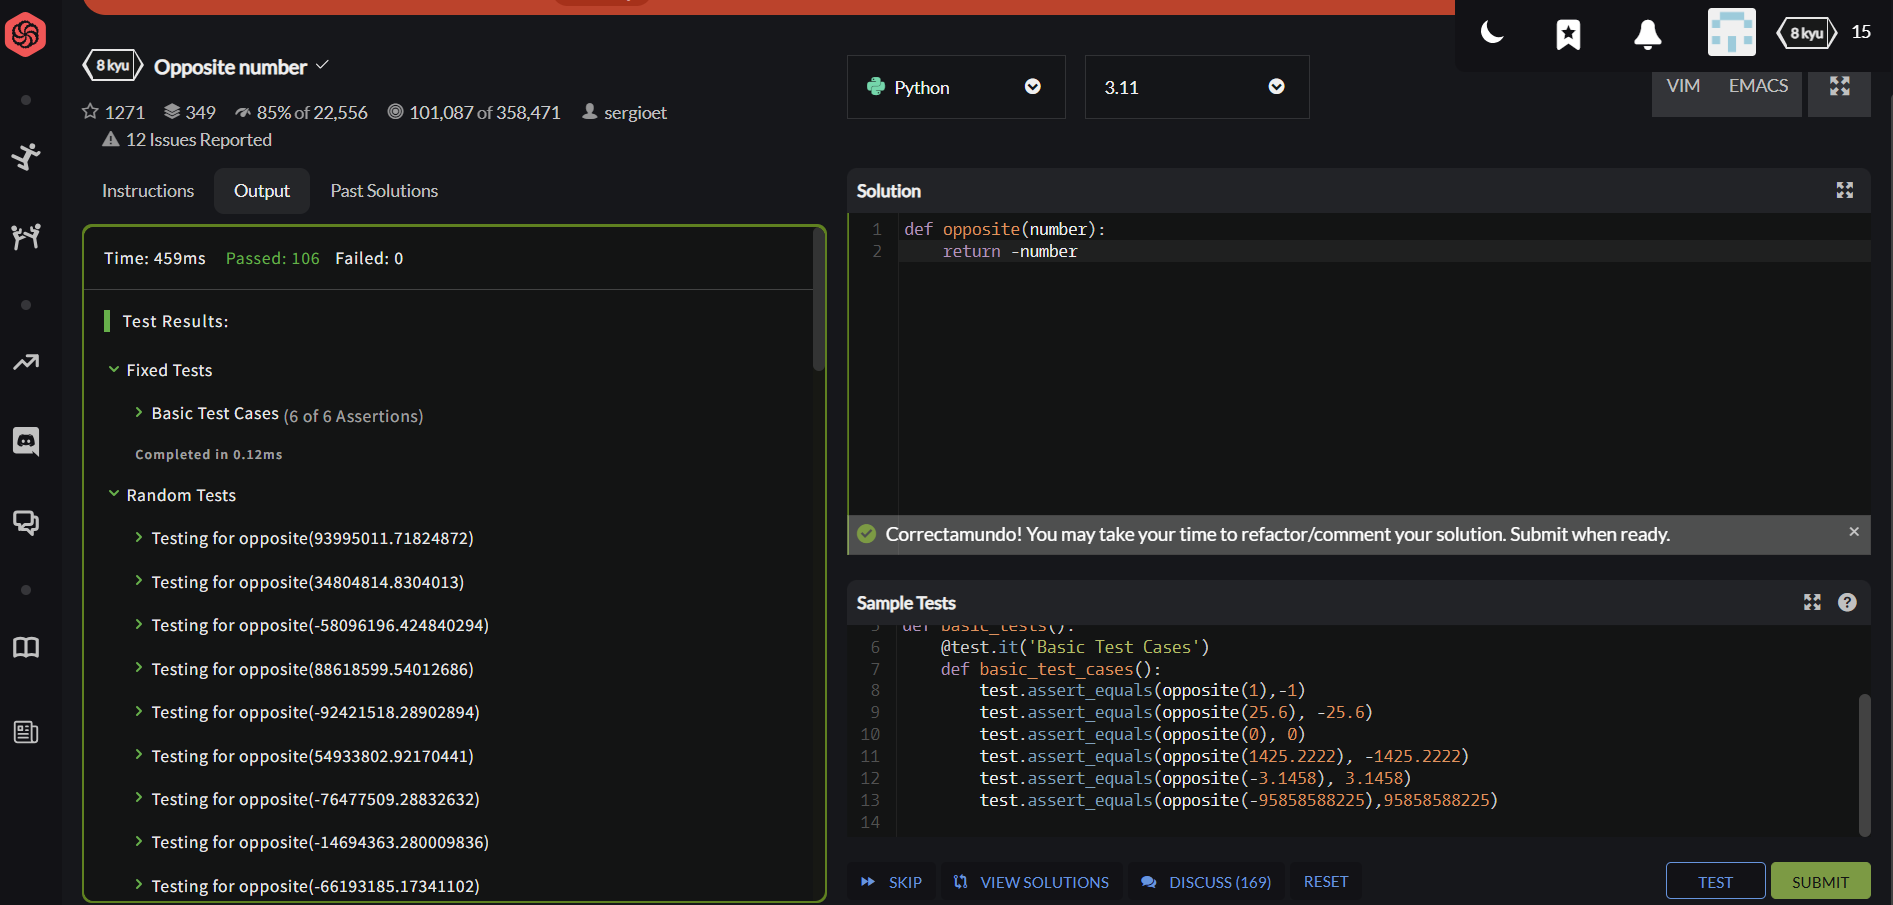 8 kyu
15
8 kyu Opposite number
Python
3.11
VIM EMACS
1271 349 85% of 22,556 101,087 of 358,471 sergioet
12 Issues Reported
Instructions Output Past Solutions
Time: 459ms Passed: 106 Failed: 0
Test Results:
Fixed Tests
Basic Test Cases (6 of 6 Assertions)
Completed in 0.12ms
Random Tests
Testing for opposite(93995011.71824872)
Testing for opposite(34804814.8304013)
Testing for opposite(-58096196.424840294)
Testing for opposite(88618599.54012686)
Testing for opposite(-92421518.28902894)
Testing for opposite(54933802.92170441)
Testing for opposite(-76477509.28832632)
Testing for opposite(-14694363.280009836)
Testing for opposite(-66193185.17341102)
Solution
1 def opposite(number):
2     return -number
Correctamundo! You may take your time to refactor/comment your solution. Submit when ready.
Sample Tests
5 def basic_tests():
6     @test.it('Basic Test Cases')
7     def basic_test_cases():
8         test.assert_equals(opposite(1),-1)
9         test.assert_equals(opposite(25.6), -25.6)
10         test.assert_equals(opposite(0), 0)
11         test.assert_equals(opposite(1425.2222), -1425.2222)
12         test.assert_equals(opposite(-3.1458), 3.1458)
13         test.assert_equals(opposite(-95858588225),95858588225)
14
SKIP VIEW SOLUTIONS DISCUSS (169) RESET TEST SUBMIT